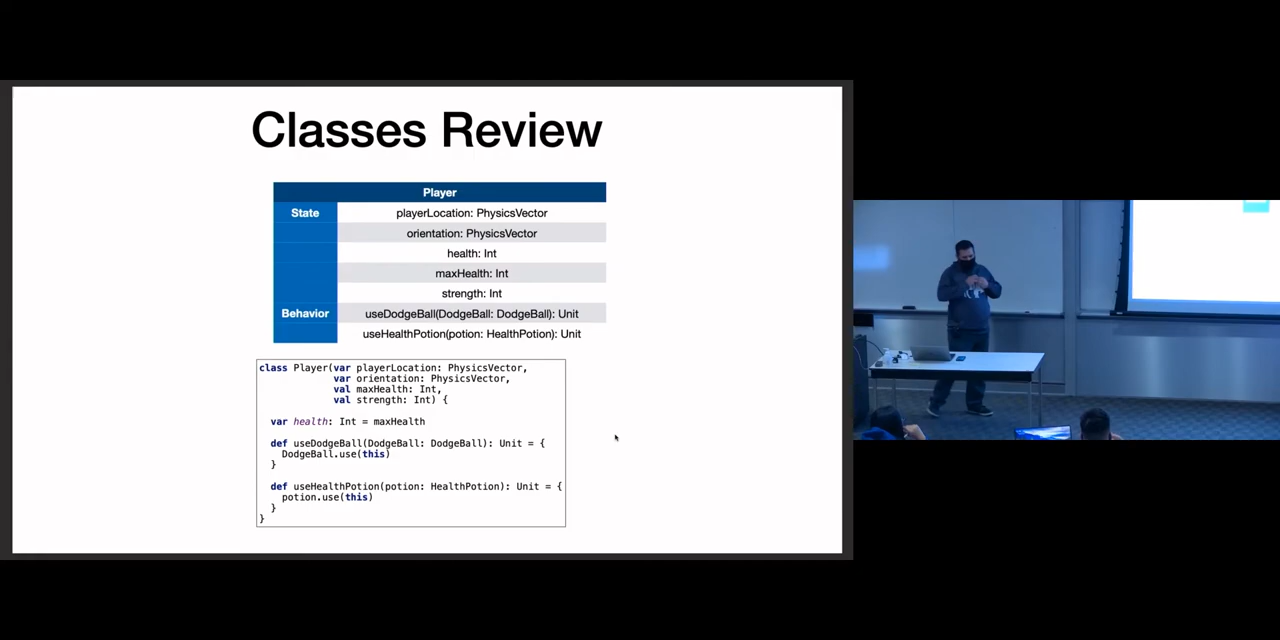 Classes Review
Player
State
playerLocation: PhysicsVector
orientation: PhysicsVector
health: Int
maxHealth: Int
strength: Int
Behavior
useDodgeBall(DodgeBall: DodgeBall): Unit
useHealthPotion(potion: HealthPotion): Unit
class Player(var playerLocation: PhysicsVector,
var orientation: PhysicsVector,
val maxHealth: Int,
val strength: Int) {
var health: Int = maxHealth
def useDodgeBall(DodgeBall: DodgeBall): Unit = {
DodgeBall.use(this)
}
def useHealthPotion(potion: HealthPotion): Unit = {
potion.use(this)
}
}